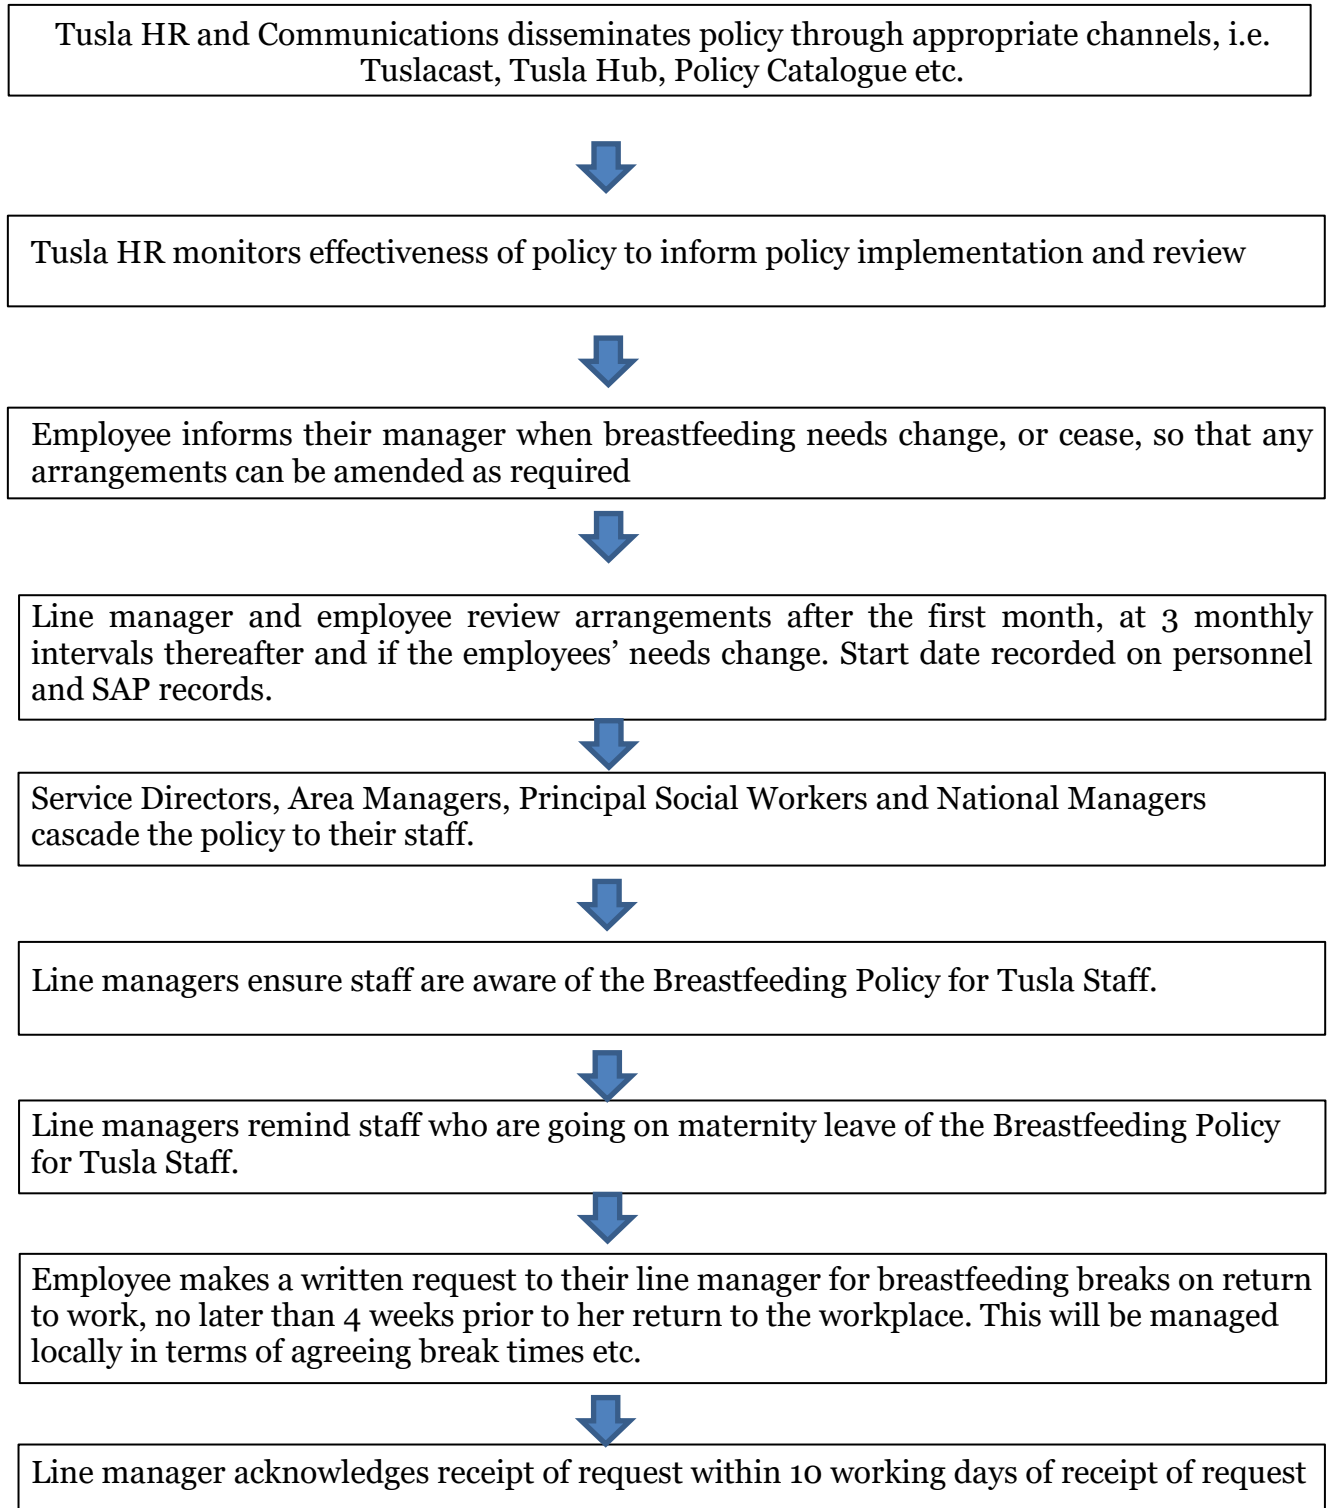 Tusla HR and Communications disseminates policy through appropriate channels, i.e.
Tuslacast, Tusla Hub, Policy Catalogue etc.
Tusla HR monitors effectiveness of policy to inform policy implementation and review
Employee informs their manager when breastfeeding needs change, or cease, so that any
arrangements can be amended as required
Line manager and employee review arrangements after the first month, at 3 monthly
intervals thereafter and if the employees’ needs change. Start date recorded on personnel
and SAP records.
Service Directors, Area Managers, Principal Social Workers and National Managers
cascade the policy to their staff.
Line managers ensure staff are aware of the Breastfeeding Policy for Tusla Staff.
Line managers remind staff who are going on maternity leave of the Breastfeeding Policy
for Tusla Staff.
Employee makes a written request to their line manager for breastfeeding breaks on return
to work, no later than 4 weeks prior to her return to the workplace. This will be managed
locally in terms of agreeing break times etc.
Line manager acknowledges receipt of request within 10 working days of receipt of request